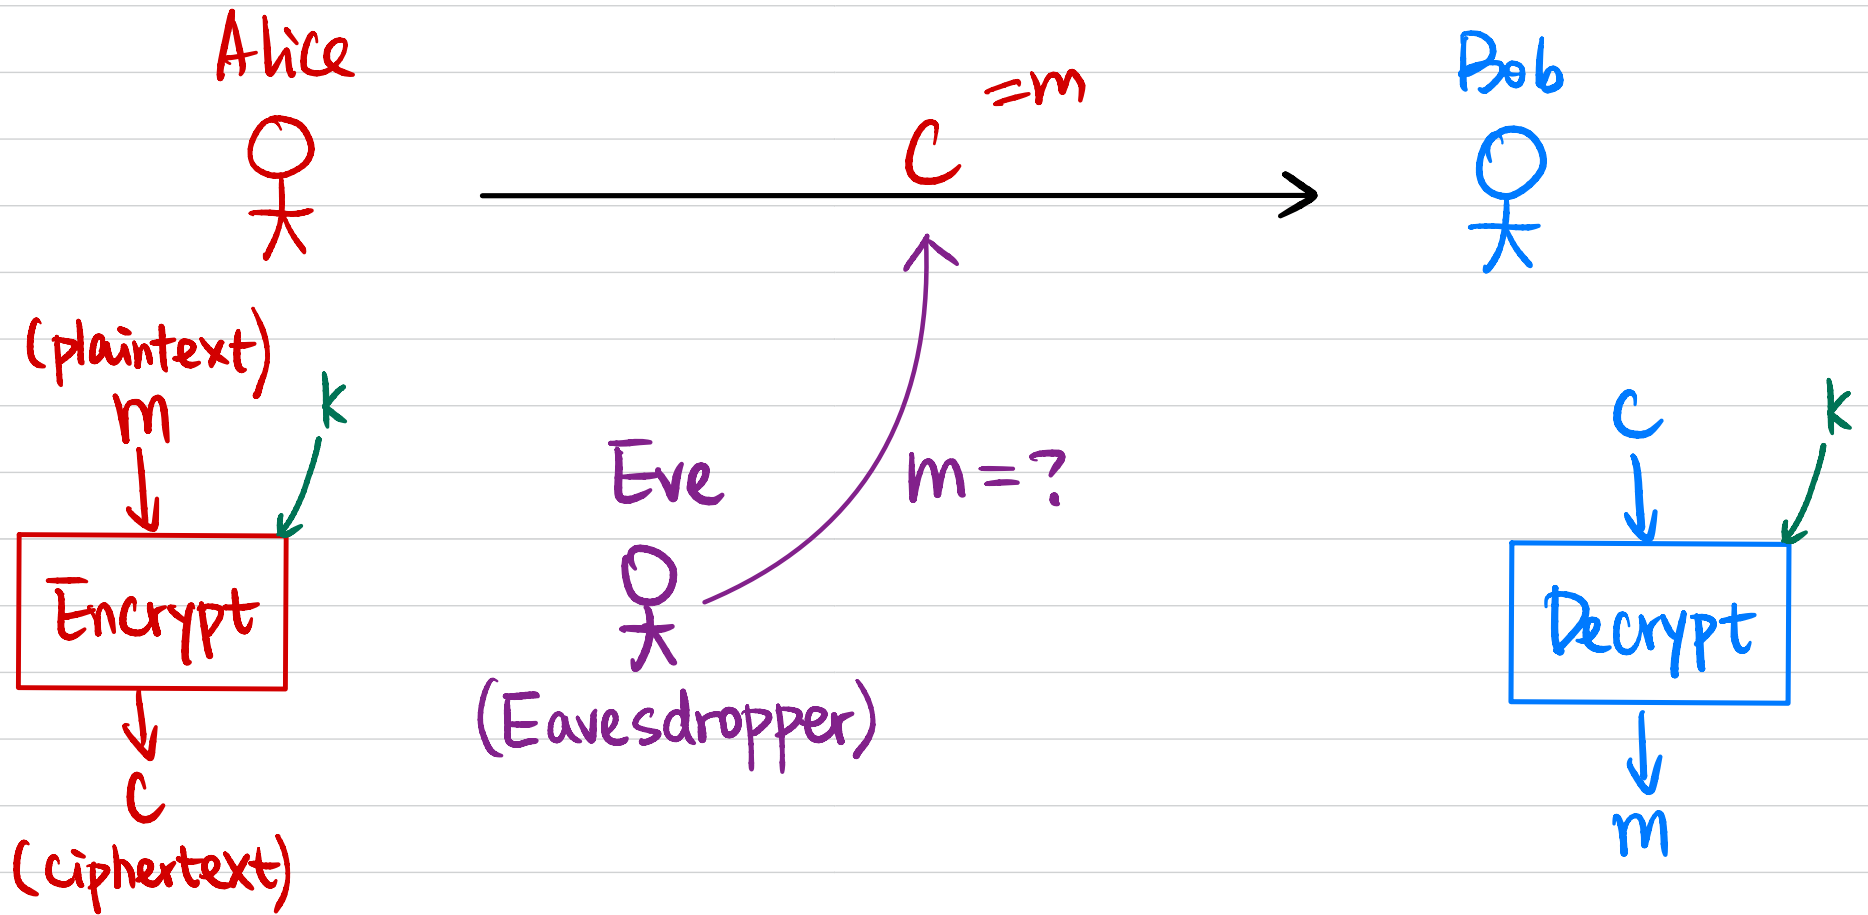 Alice
=m
C
Bob
(plaintext)
m
k
Encrypt
C
(ciphertext)
Eve
m=?
(Eavesdropper)
C
k
Decrypt
m